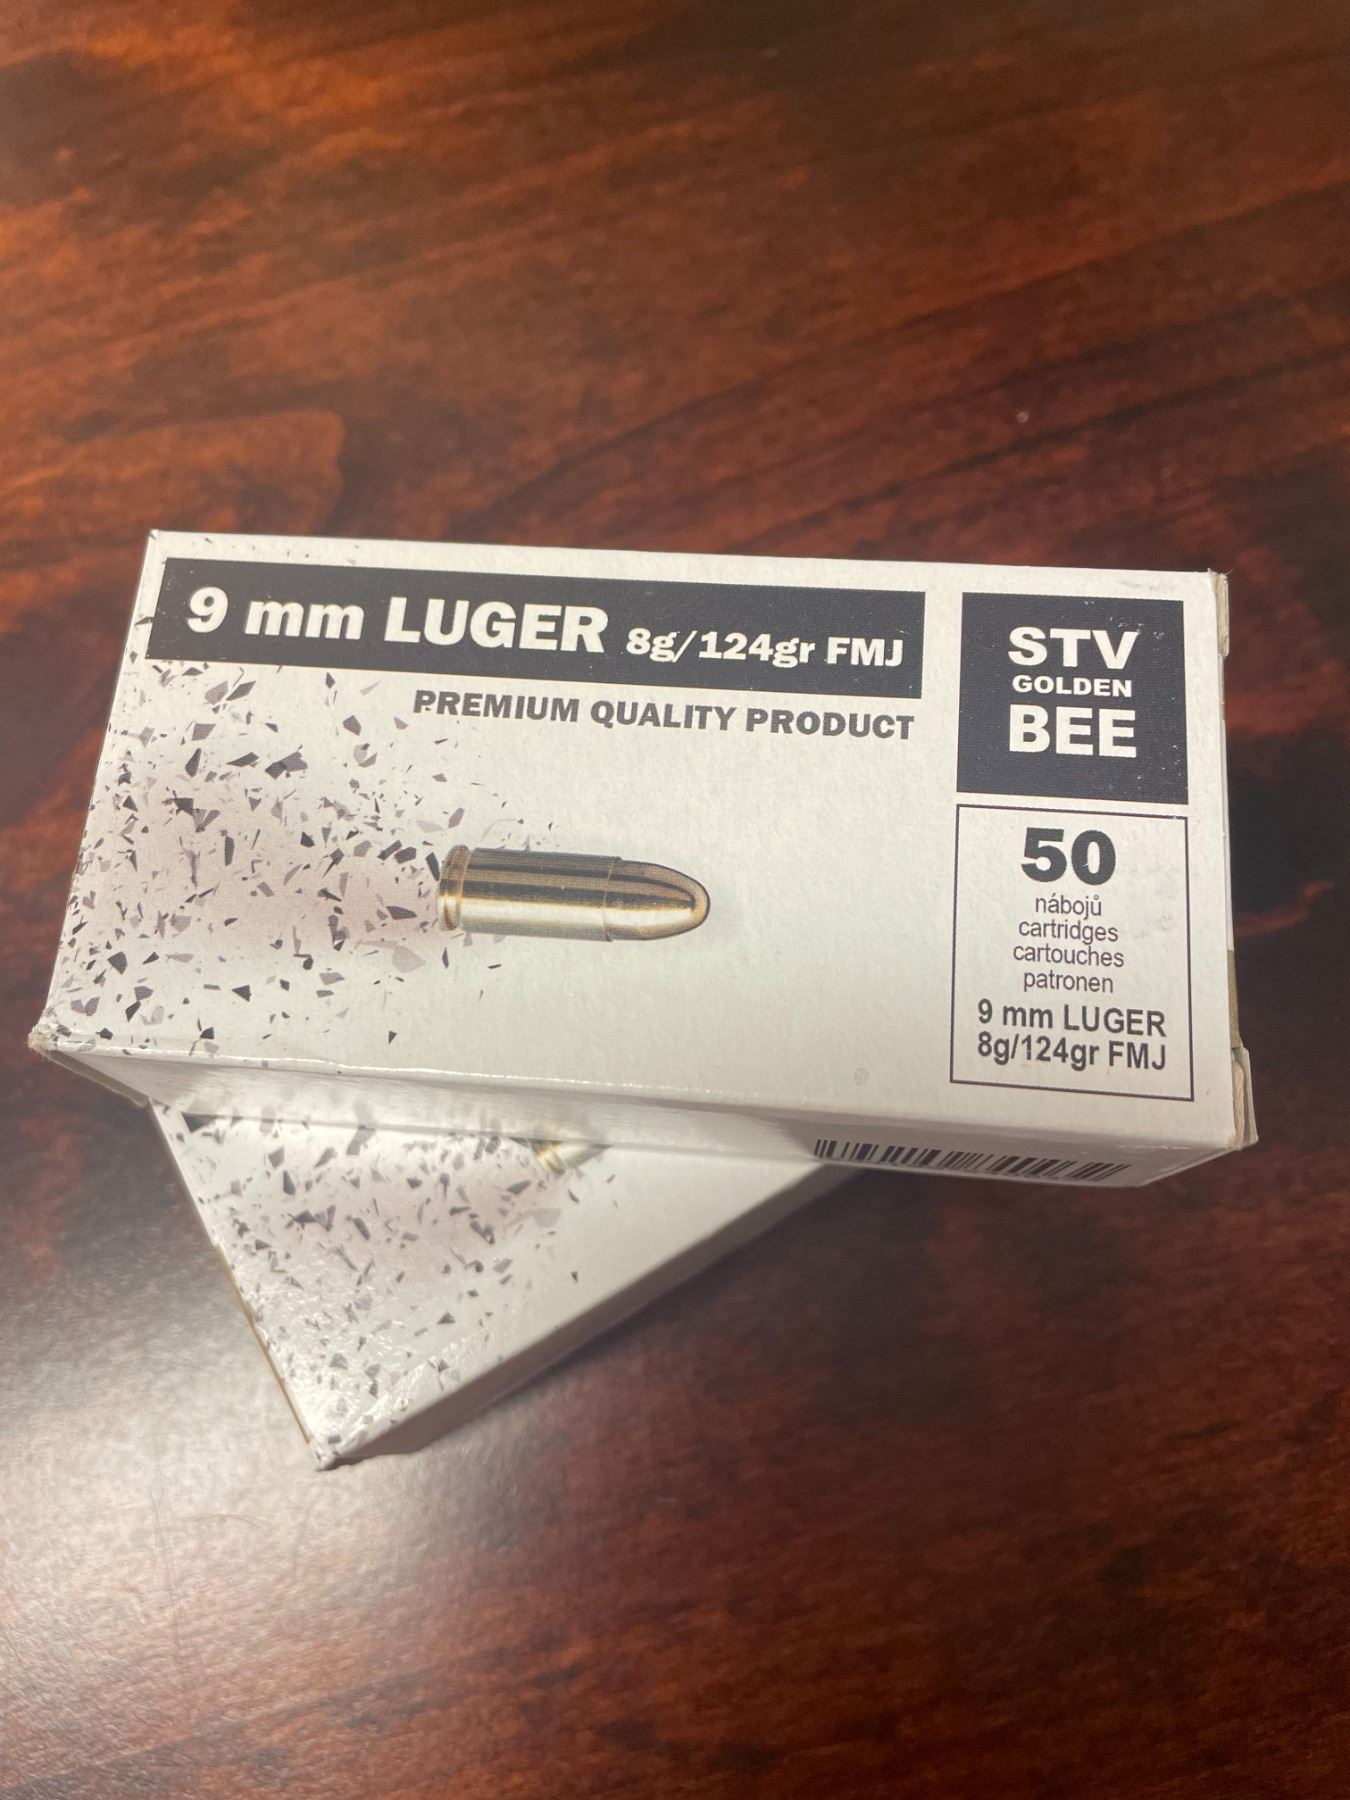 9 mm LUGER 8g/124gr FMJ
PREMIUM QUALITY PRODUCT
STV
GOLDEN
BEE
50
nábojů
cartridges
cartouches
patronen
9 mm LUGER
8g/124gr FMJ